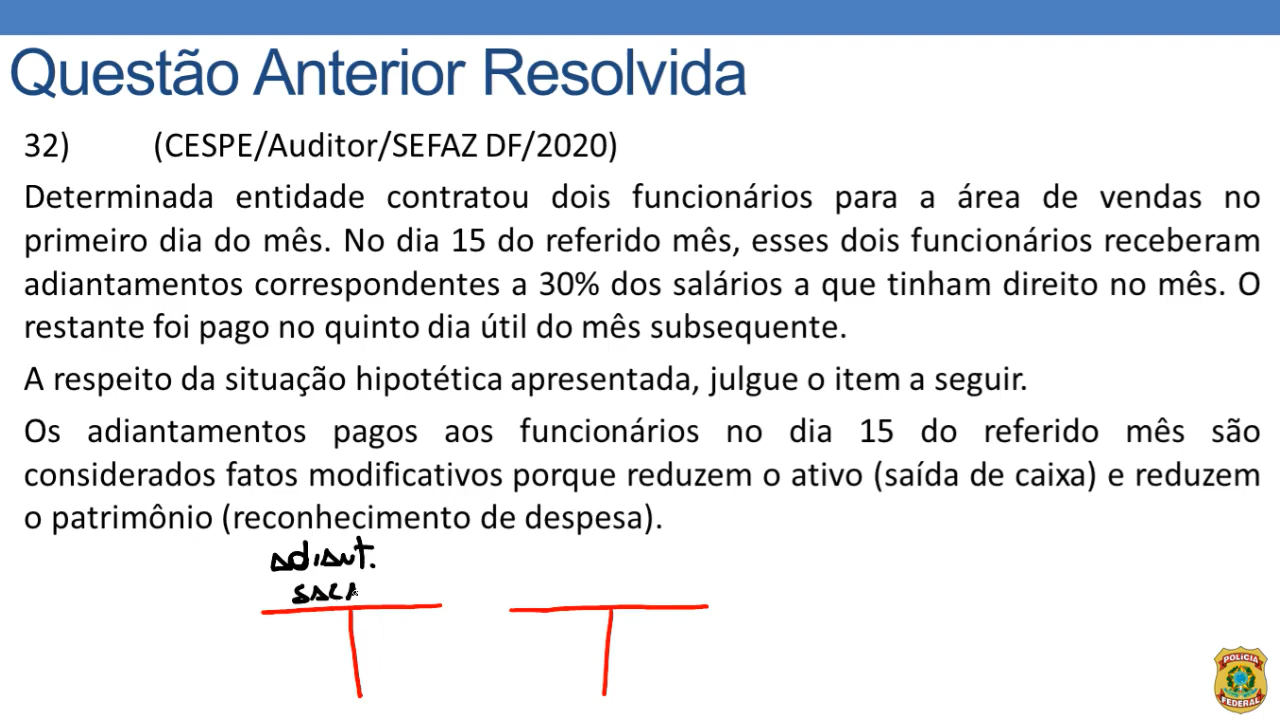 Questão Anterior Resolvida
32) (CESPE/Auditor/SEFAZ DF/2020)
Determinada entidade contratou dois funcionários para a área de vendas no
primeiro dia do mês. No dia 15 do referido mês, esses dois funcionários receberam
adiantamentos correspondentes a 30% dos salários a que tinham direito no mês. O
restante foi pago no quinto dia útil do mês subsequente.
A respeito da situação hipotética apresentada, julgue o item a seguir.
Os adiantamentos pagos aos funcionários no dia 15 do referido mês são
considerados fatos modificativos porque reduzem o ativo (saída de caixa) e reduzem
o patrimônio (reconhecimento de despesa).
ADIANT.
SALA
POLÍCIA
FEDERAL